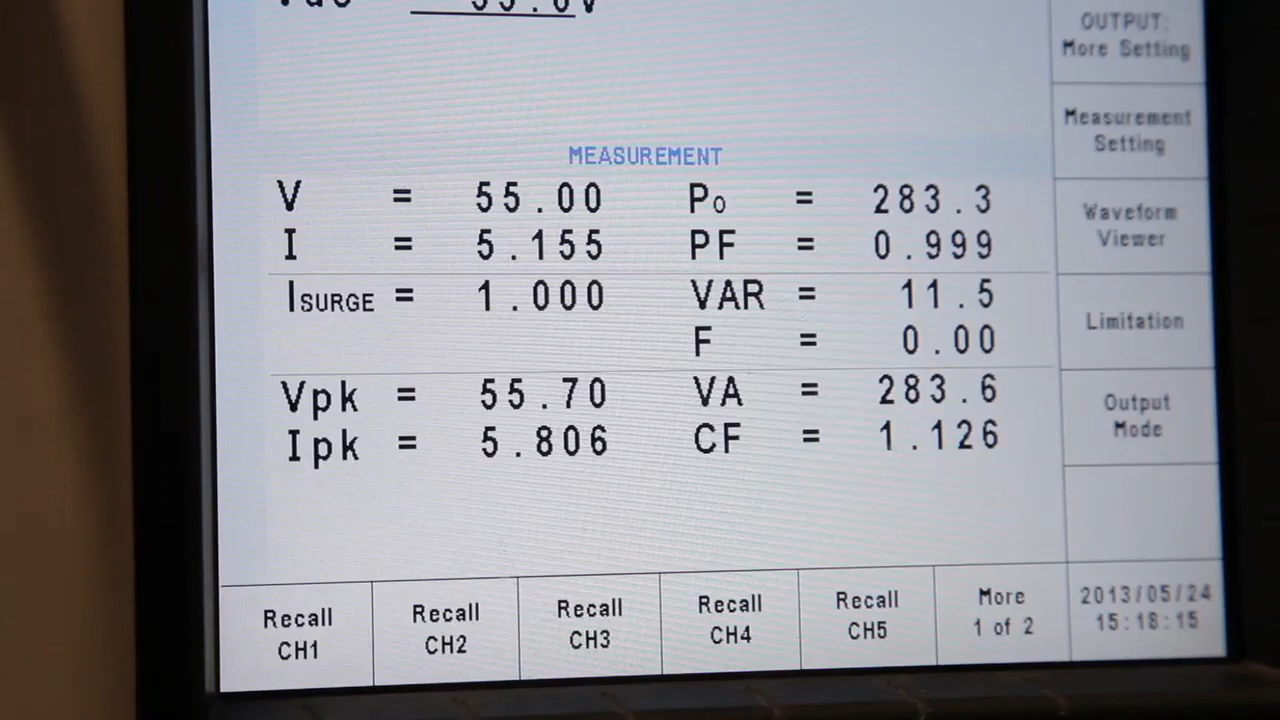 Vdc 55.0V
MEASUREMENT
V = 55.00 Po = 283.3
I = 5.155 PF = 0.999
ISURGE = 1.000 VAR = 11.5
F = 0.00
Vpk = 55.70 VA = 283.6
Ipk = 5.806 CF = 1.126
OUTPUT:
More Setting
Measurement
Setting
Waveform
Viewer
Limitation
Output
Mode
Recall
CH1
Recall
CH2
Recall
CH3
Recall
CH4
Recall
CH5
More
1 of 2
2013/05/24
15:18:15